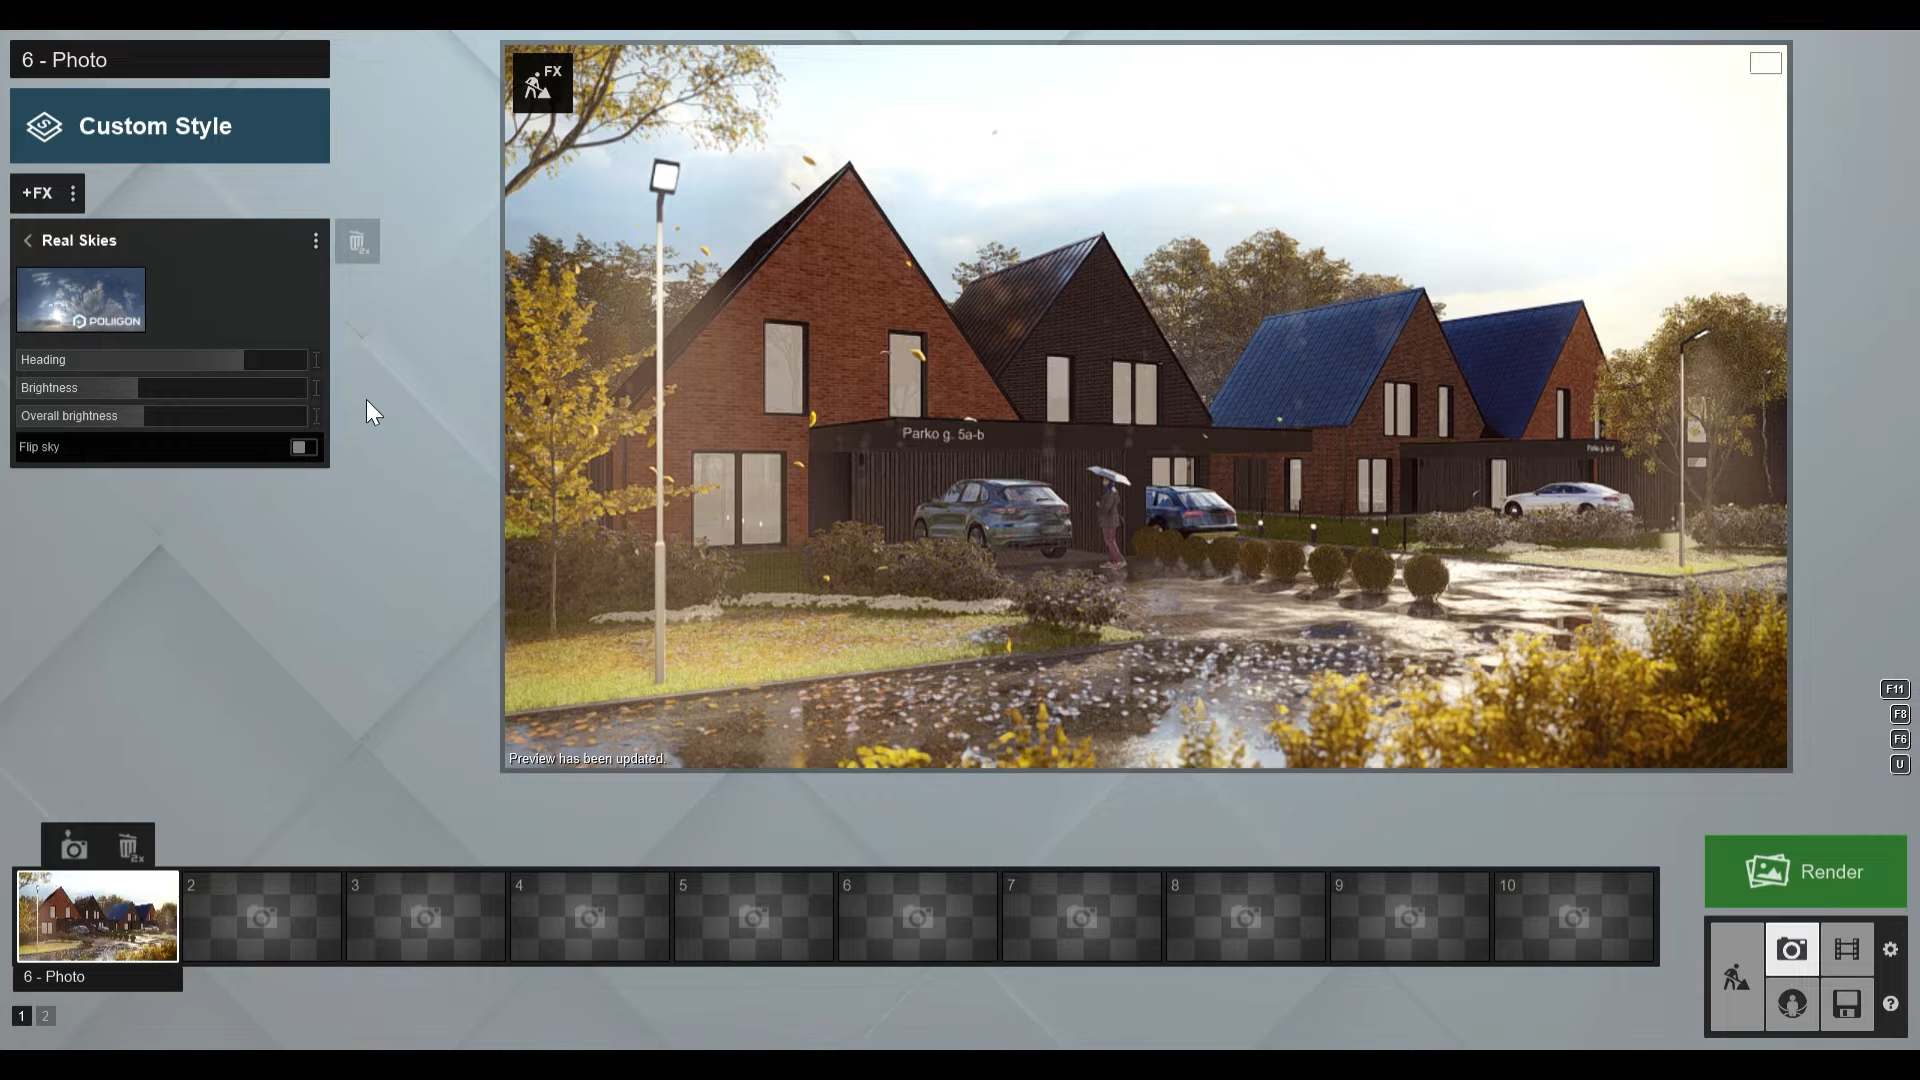 6 - Photo
Custom Style
+FX
Real Skies
POLIIGON
Heading
Brightness
Overall brightness
Flip sky
FX
Parko g. 5a-b
Preview has been updated.
F11
F8
F6
U
2x
2x
2
3
4
5
6
7
8
9
10
6 - Photo
1
2
Render
?